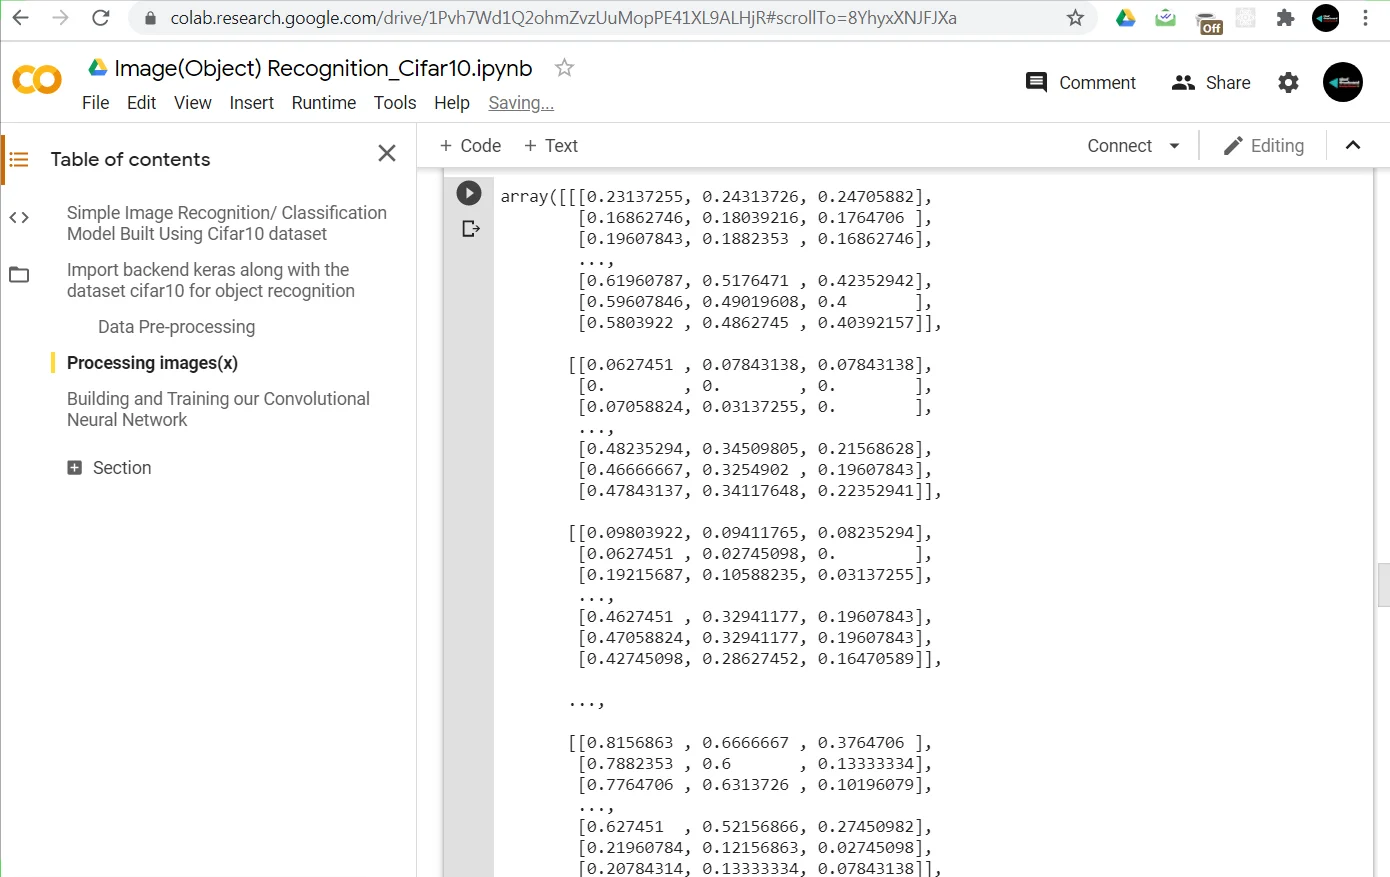 colab.research.google.com/drive/1Pvh7Wd1Q2ohmZvzUuMopPE41XL9ALHjR#scrollTo=8YhyxXNJFJXa
Off
Image(Object) Recognition_Cifar10.ipynb
File Edit View Insert Runtime Tools Help Saving...
Comment Share
Table of contents
+ Code + Text
Connect Editing
Simple Image Recognition/ Classification
Model Built Using Cifar10 dataset
Import backend keras along with the
dataset cifar10 for object recognition
Data Pre-processing
Processing images(x)
Building and Training our Convolutional
Neural Network
Section
array([[[0.23137255, 0.24313726, 0.24705882],
[0.16862746, 0.18039216, 0.1764706 ],
[0.19607843, 0.1882353 , 0.16862746],
...,
[0.61960787, 0.5176471 , 0.42352942],
[0.59607846, 0.49019608, 0.4       ],
[0.5803922 , 0.4862745 , 0.40392157]],
[[0.0627451 , 0.07843138, 0.07843138],
[0.        , 0.        , 0.        ],
[0.07058824, 0.03137255, 0.        ],
...,
[0.48235294, 0.34509805, 0.21568628],
[0.46666667, 0.3254902 , 0.19607843],
[0.47843137, 0.34117648, 0.22352941]],
[[0.09803922, 0.09411765, 0.08235294],
[0.0627451 , 0.02745098, 0.        ],
[0.19215687, 0.10588235, 0.03137255],
...,
[0.4627451 , 0.32941177, 0.19607843],
[0.47058824, 0.32941177, 0.19607843],
[0.42745098, 0.28627452, 0.16470589]],
...,
[[0.8156863 , 0.6666667 , 0.3764706 ],
[0.7882353 , 0.6       , 0.13333334],
[0.7764706 , 0.6313726 , 0.10196079],
...,
[0.627451  , 0.52156866, 0.27450982],
[0.21960784, 0.12156863, 0.02745098],
[0.20784314, 0.13333334, 0.07843138]],